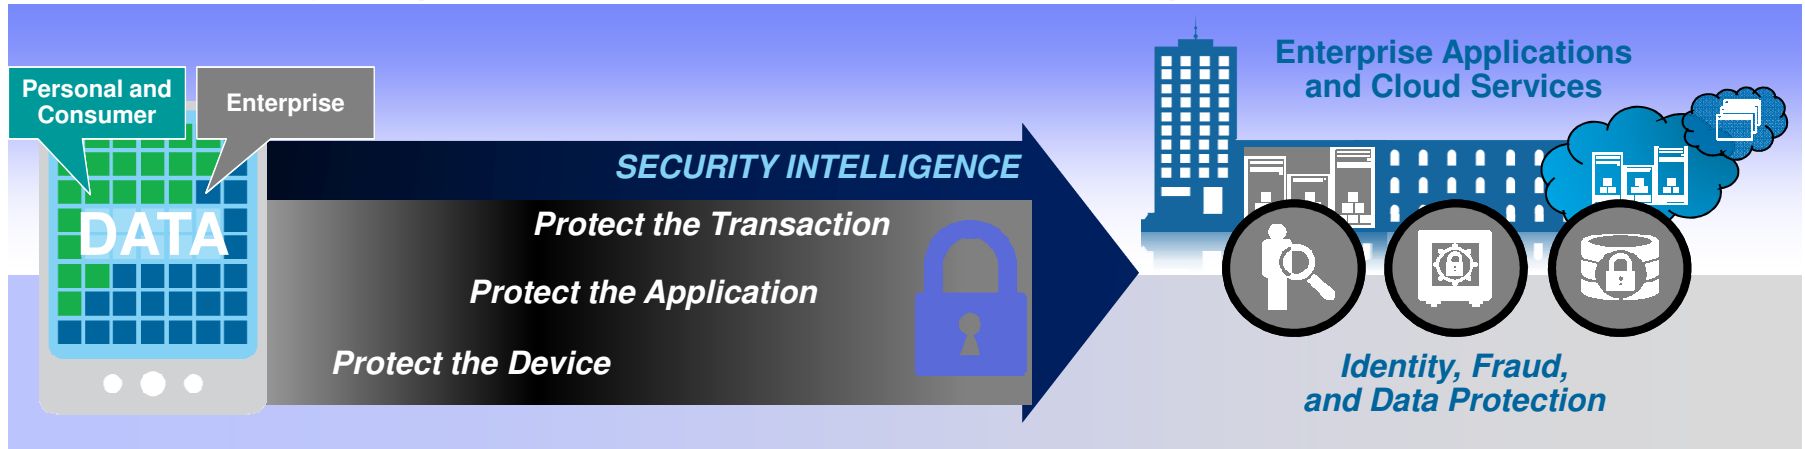 Personal and
Consumer
Enterprise
DATA
SECURITY INTELLIGENCE
Protect the Transaction
Protect the Application
Protect the Device
Enterprise Applications
and Cloud Services
Identity, Fraud,
and Data Protection